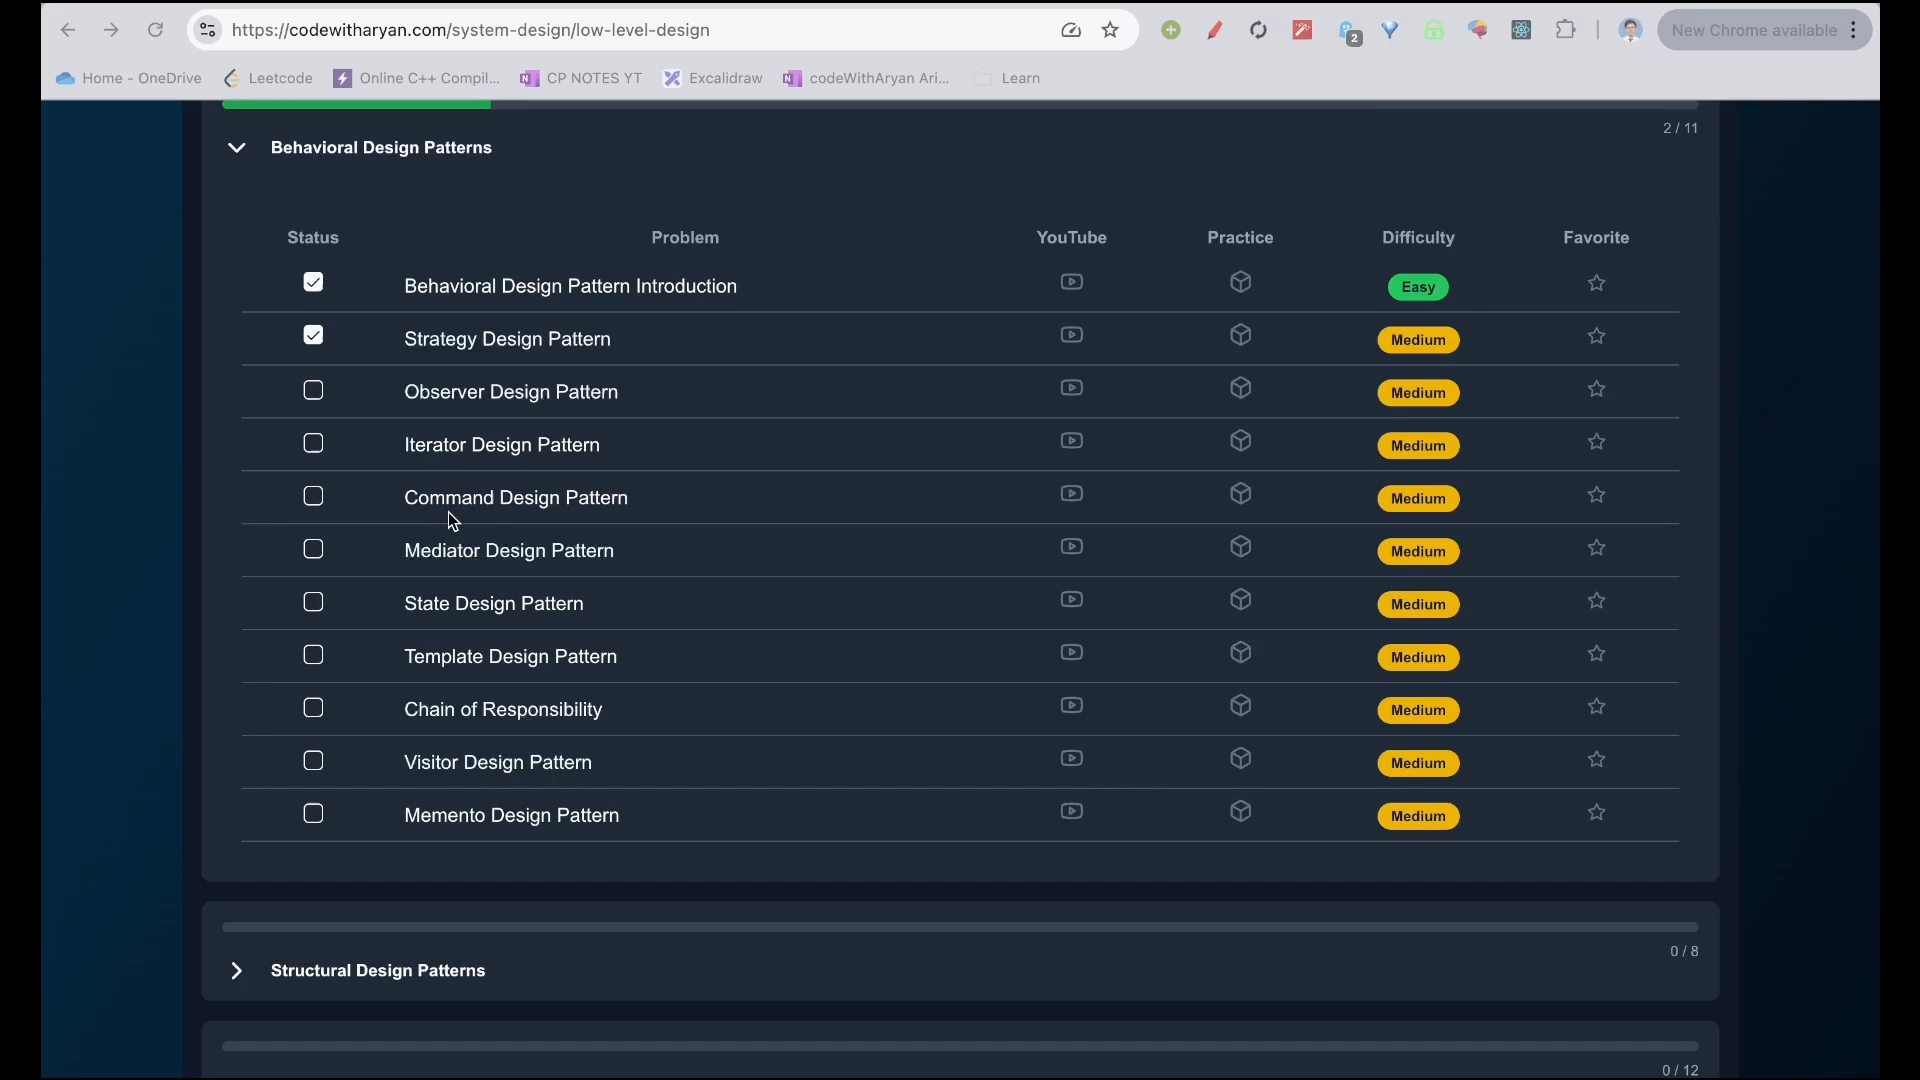 https://codewitharyan.com/system-design/low-level-design
2
New Chrome available
Home - OneDrive
Leetcode
Online C++ Compil...
CP NOTES YT
Excalidraw
codeWithAryan Ari...
Learn
2 / 11
Behavioral Design Patterns
Status Problem YouTube Practice Difficulty Favorite
Behavioral Design Pattern Introduction Easy
Strategy Design Pattern Medium
Observer Design Pattern Medium
Iterator Design Pattern Medium
Command Design Pattern Medium
Mediator Design Pattern Medium
State Design Pattern Medium
Template Design Pattern Medium
Chain of Responsibility Medium
Visitor Design Pattern Medium
Memento Design Pattern Medium
0 / 8
Structural Design Patterns
0 / 12